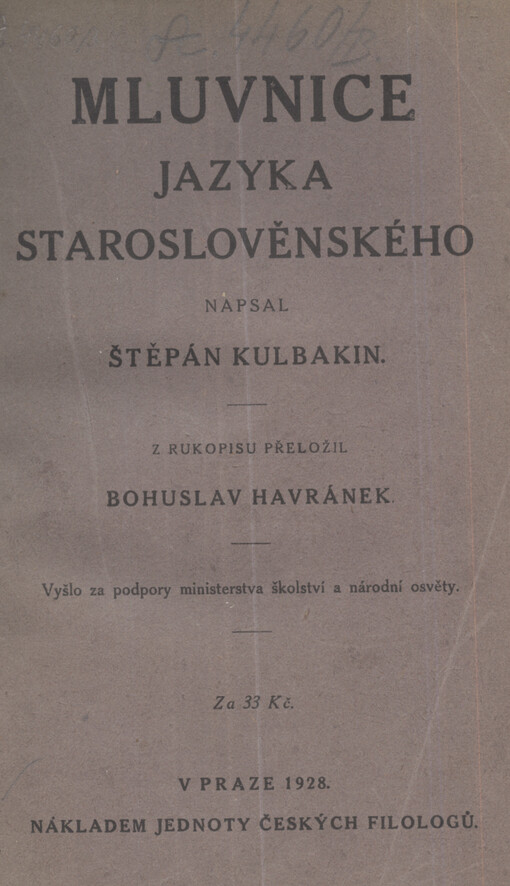 MLUVNICE
JAZYKA
STAROSLOVĚNSKÉHO
NAPSAL
ŠTĚPÁN KULBAKIN.
Z RUKOPISU PŘELOŽIL
BOHUSLAV HAVRÁNEK.
Vyšlo za podpory ministerstva školství a národní osvěty.
Za 33 Kč.
V PRAZE 1928.
NÁKLADEM JEDNOTY ČESKÝCH FILOLOGŮ.